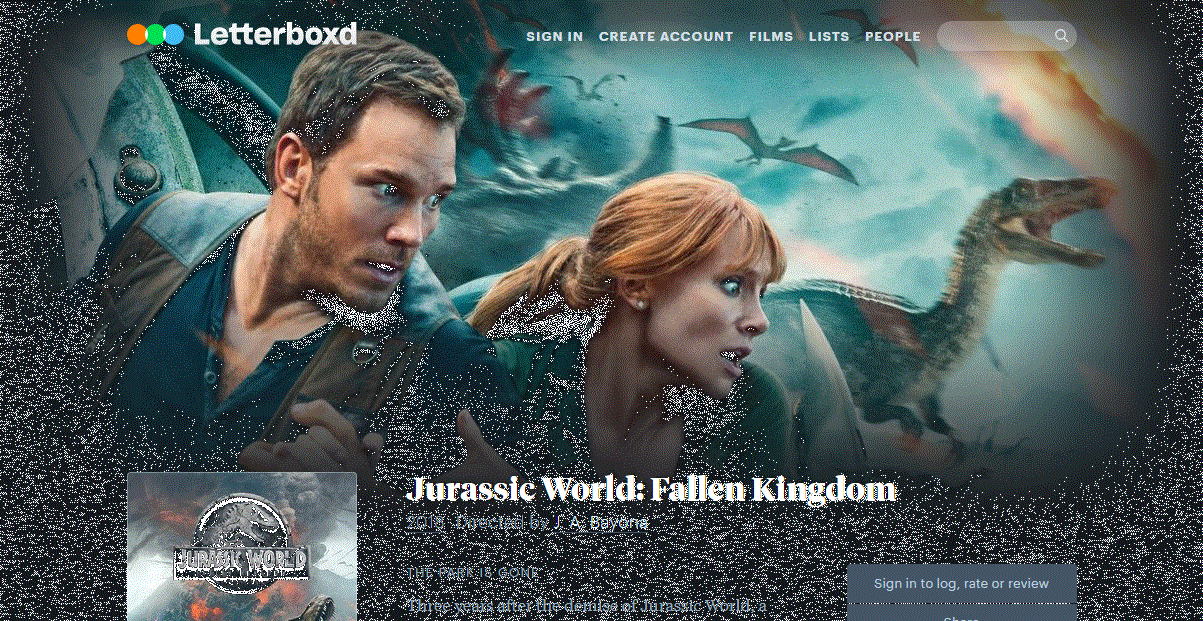 Letterboxd
SIGN IN CREATE ACCOUNT FILMS LISTS PEOPLE
Jurassic World: Fallen Kingdom
2018 Directed by J. A. Bayona
JURASSIC WORLD
THE PARK IS GONE
Three years after the demise of Jurassic World, a
Sign in to log, rate or review
Share